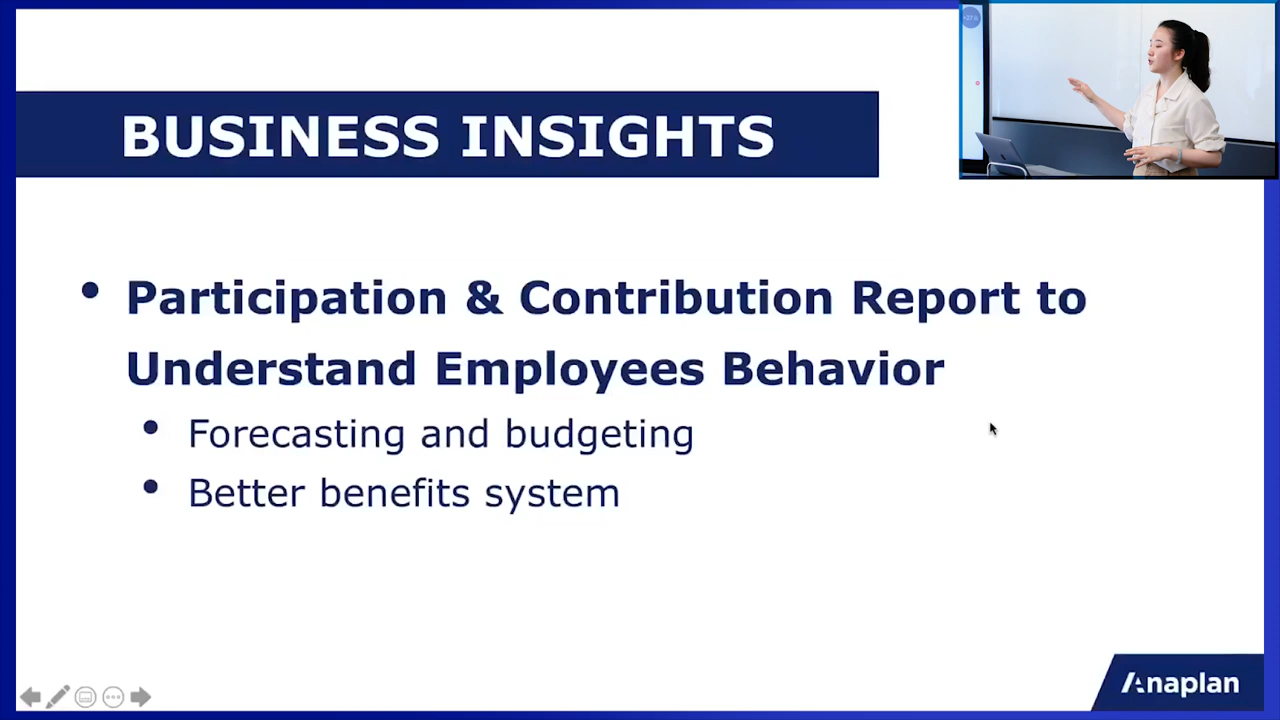 BUSINESS INSIGHTS
• Participation & Contribution Report to
Understand Employees Behavior
• Forecasting and budgeting
• Better benefits system
Anaplan